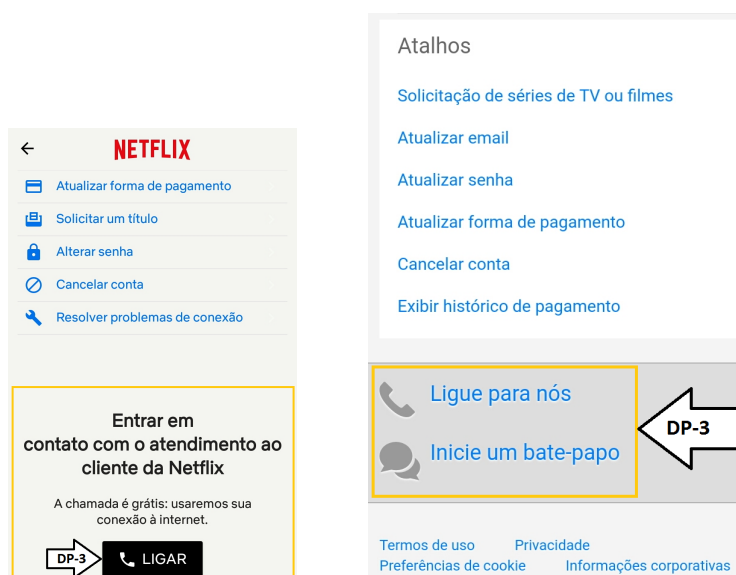 NETFLIX
Atualizar forma de pagamento
Solicitar um título
Alterar senha
Cancelar conta
Resolver problemas de conexão
Entrar em
contato com o atendimento ao
cliente da Netflix
A chamada é grátis: usaremos sua
conexão à internet.
DP-3
LIGAR
Atalhos
Solicitação de séries de TV ou filmes
Atualizar email
Atualizar senha
Atualizar forma de pagamento
Cancelar conta
Exibir histórico de pagamento
Ligue para nós
DP-3
Inicie um bate-papo
Termos de uso Privacidade
Preferências de cookie Informações corporativas